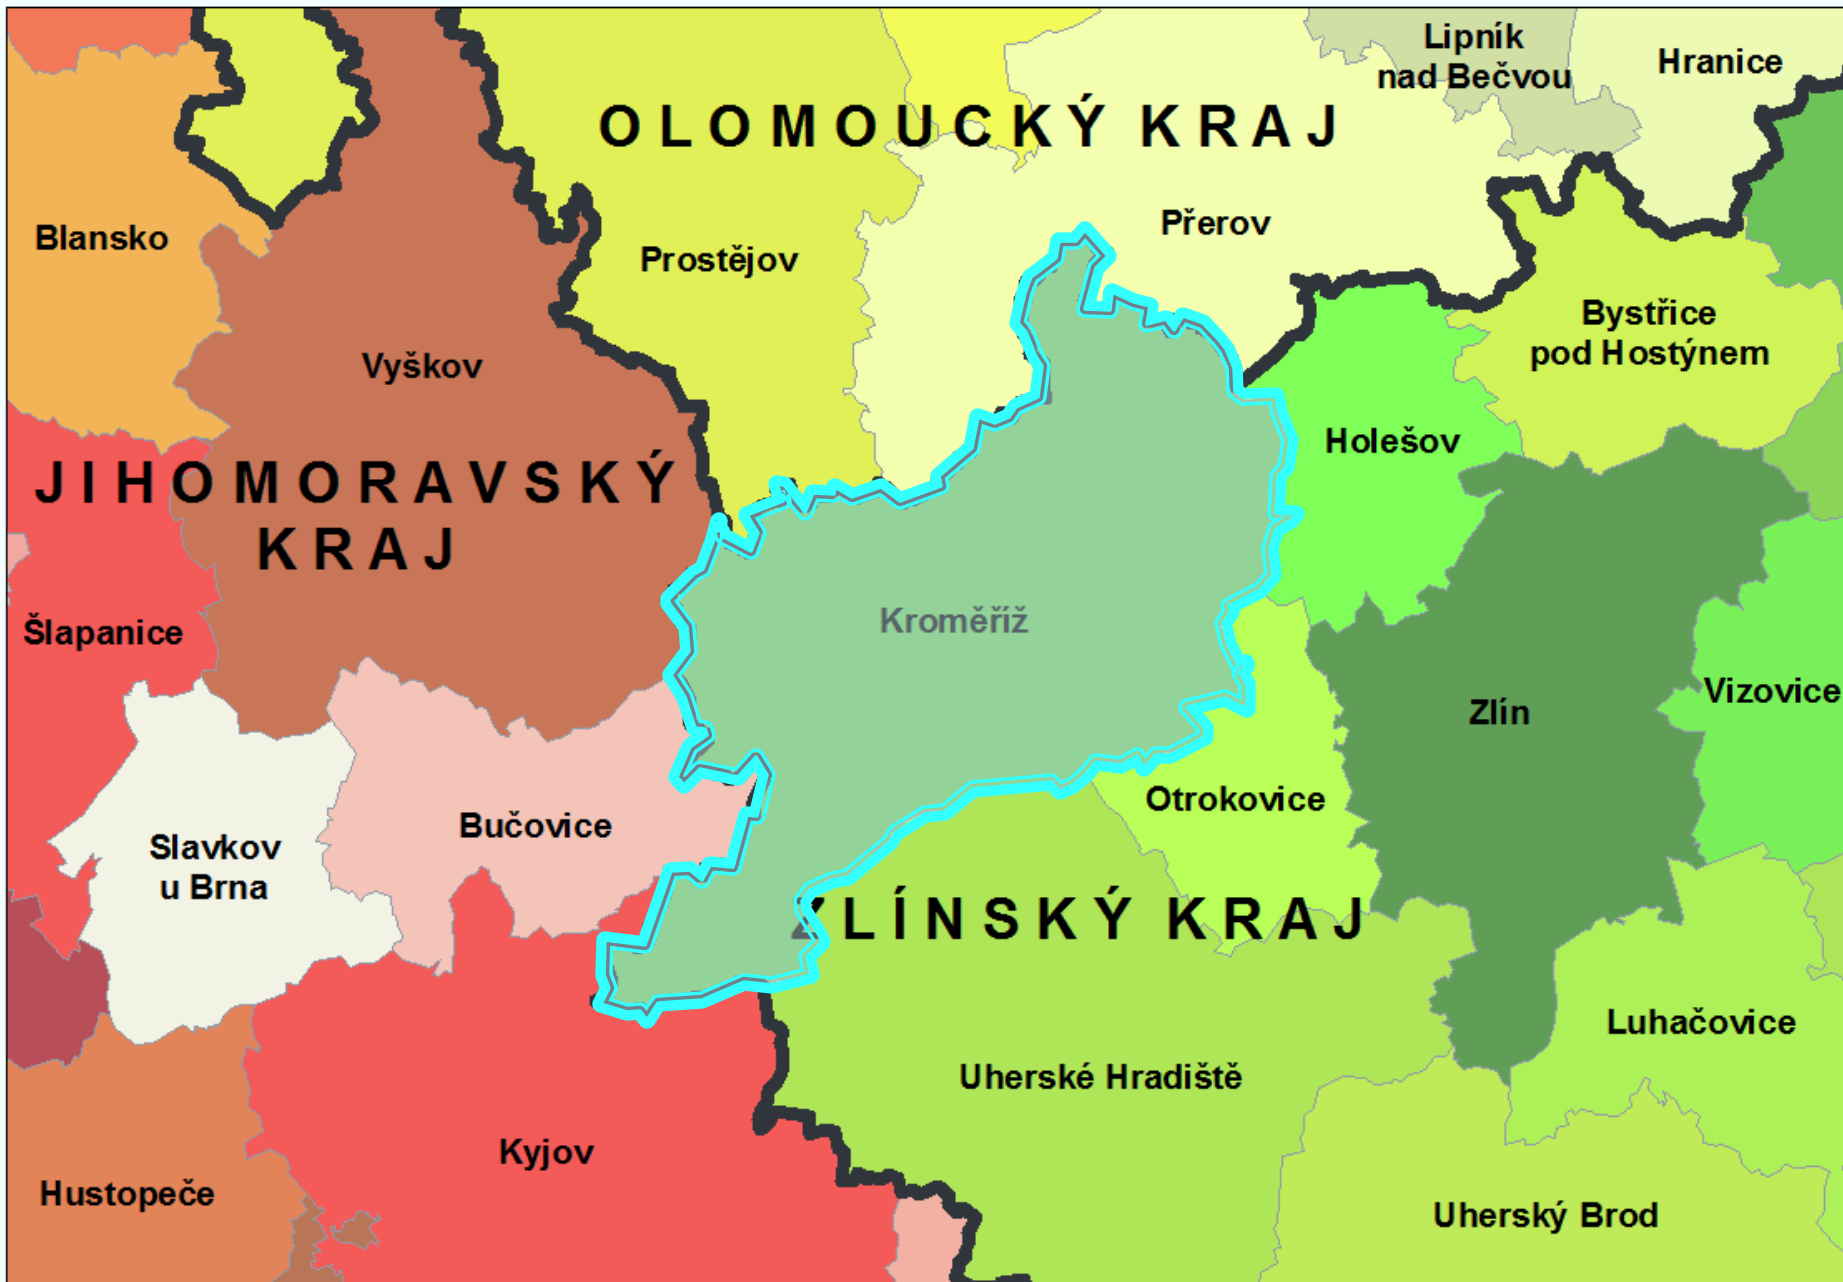 Lipník
nad Bečvou
Hranice
OLOMOUCKÝ KRAJ
Blansko
Prostějov
Přerov
Bystřice
pod Hostýnem
Vyškov
Holešov
JIHOMORAVSKÝ
KRAJ
Šlapanice
Kroměříž
Vizovice
Zlín
Otrokovice
Bučovice
Slavkov
u Brna
ZLÍNSKÝ KRAJ
Luhačovice
Uherské Hradiště
Kyjov
Hustopeče
Uherský Brod